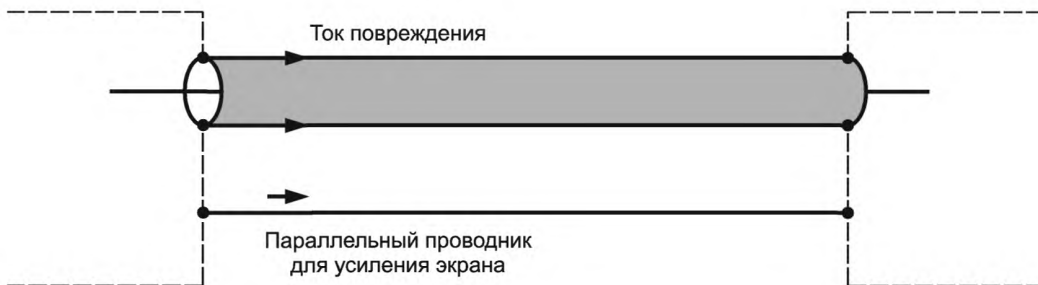 Ток повреждения
Параллельный проводник
для усиления экрана